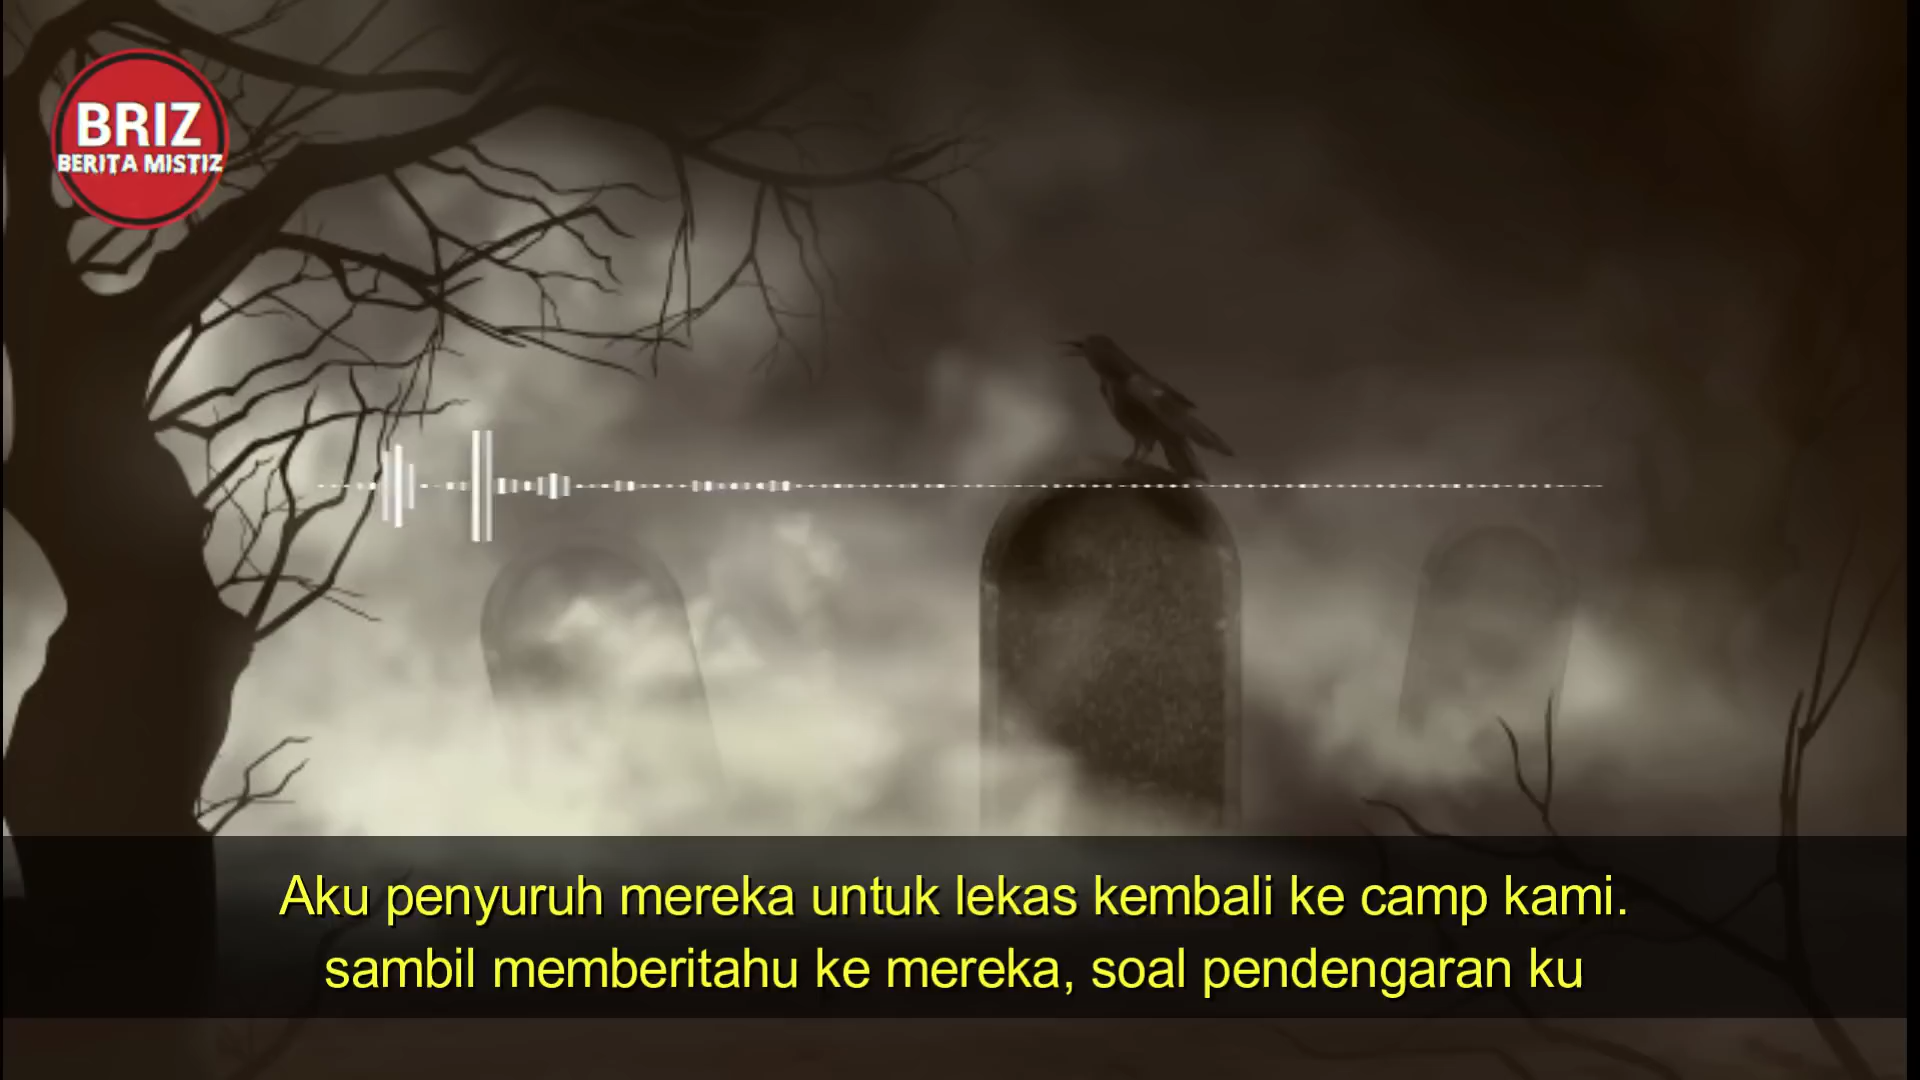 BRIZ
BERITA MISTIZ
Aku penyuruh mereka untuk lekas kembali ke camp kami.
sambil memberitahu ke mereka, soal pendengaran ku